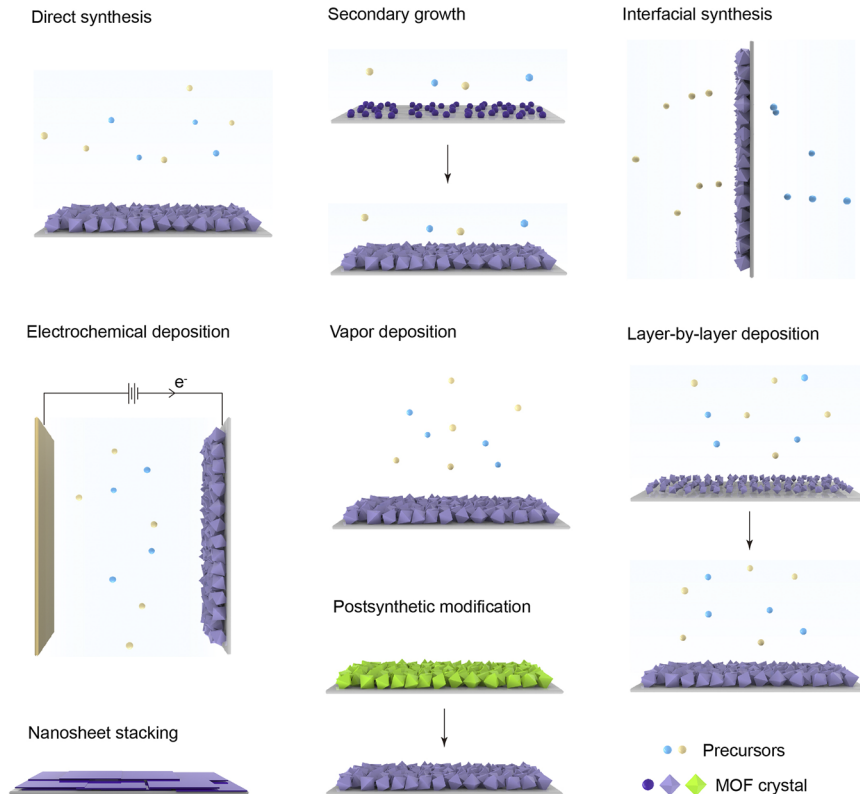 Direct synthesis
Secondary growth
Interfacial synthesis
Electrochemical deposition
e⁻
Vapor deposition
Layer-by-layer deposition
Postsynthetic modification
Nanosheet stacking
Precursors
MOF crystal